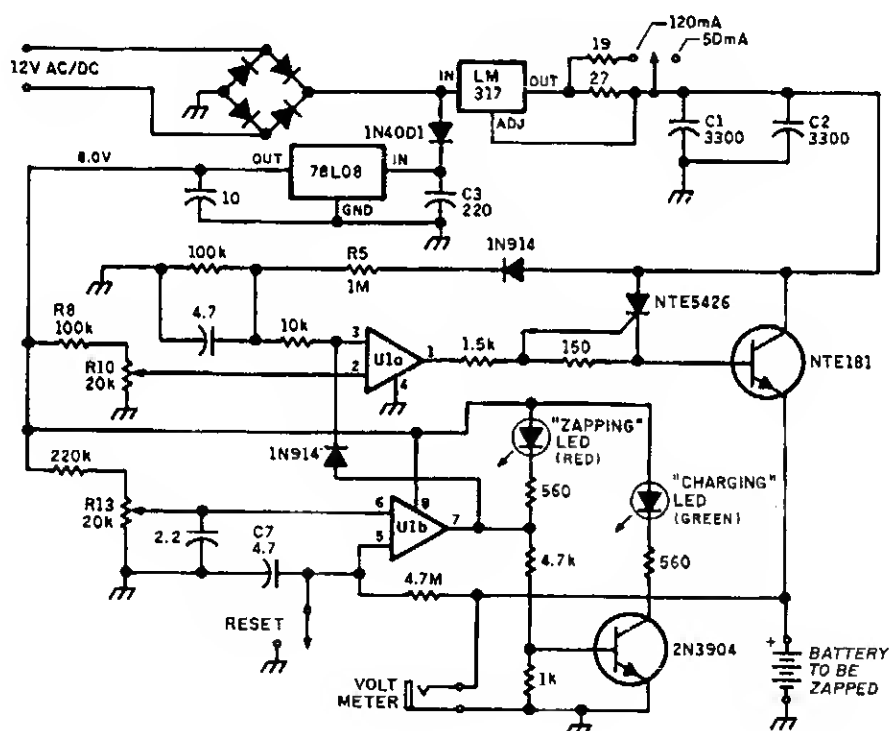 120mA
50mA
12V AC/DC
IN
LM
317
OUT
ADJ
19
27
C1
3300
C2
3300
1N4001
8.0V
OUT
78L08
IN
GND
10
C3
220
100k
R5
1M
1N914
NTE5426
R8
100k
4.7
10k
3
U1a
1
2
4
1.5k
150
NTE181
R10
20k
1N914
"ZAPPING"
LED
(RED)
"CHARGING"
LED
(GREEN)
220k
560
R13
20k
6
8
U1b
7
5
2.2
C7
4.7
4.7M
4.7k
560
RESET
2N3904
VOLT
METER
1k
+
BATTERY
TO BE
ZAPPED